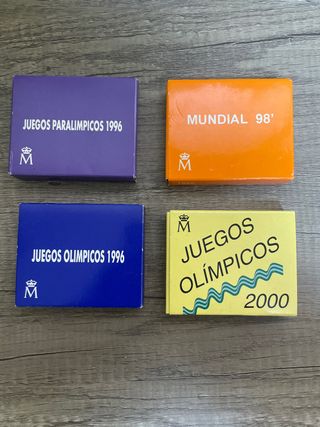 JUEGOS PARALIMPICOS 1996
M
MUNDIAL 98'
M
JUEGOS OLIMPICOS 1996
M
M
JUEGOS
OLÍMPICOS
2000